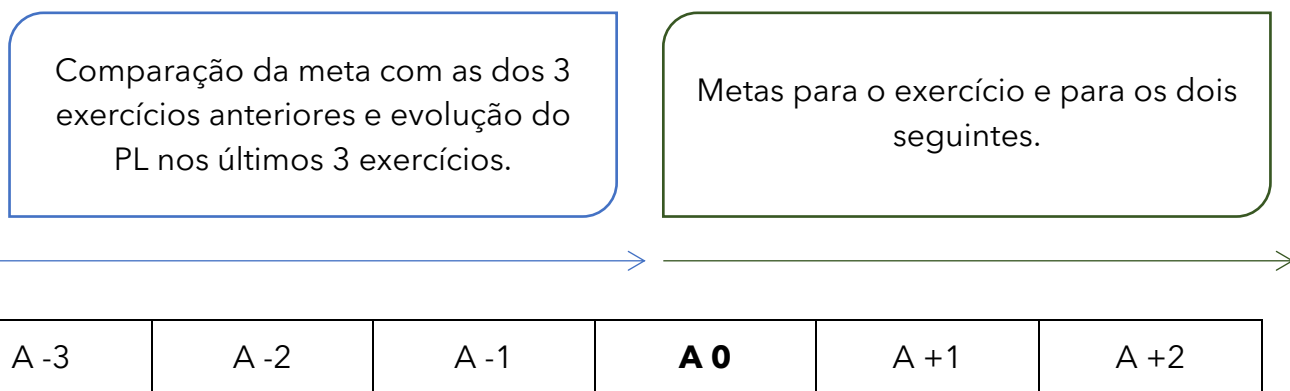 Comparação da meta com as dos 3
exercícios anteriores e evolução do
PL nos últimos 3 exercícios.
Metas para o exercício e para os dois
seguintes.
A -3 A -2 A -1 A 0 A +1 A +2